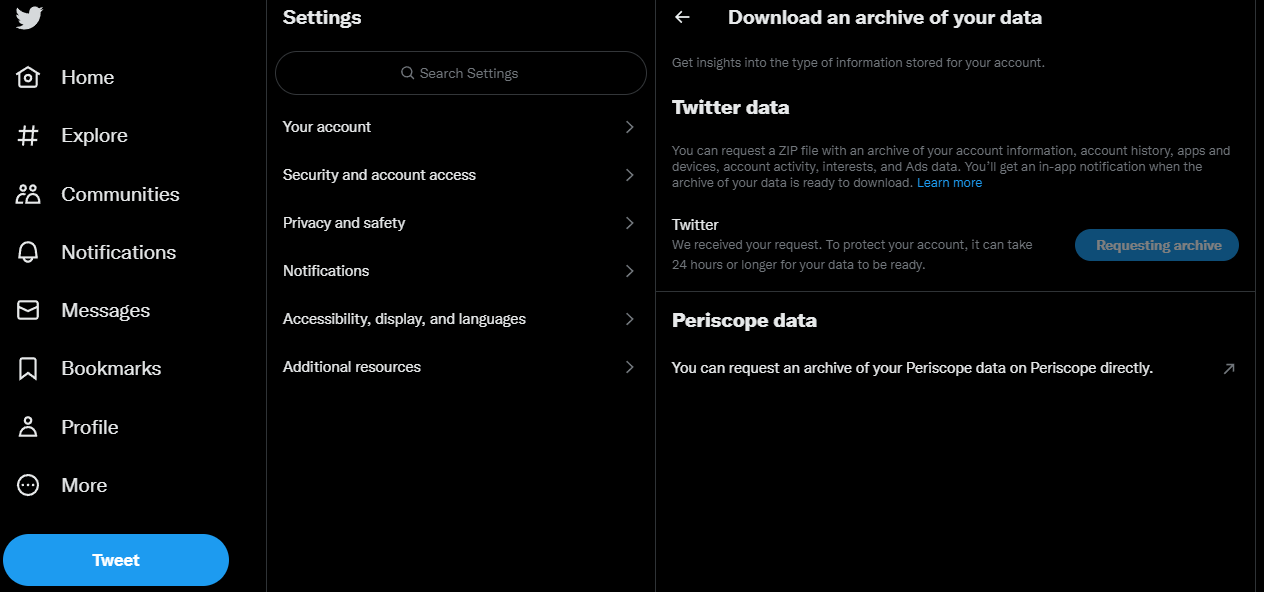 Home
Explore
Communities
Notifications
Messages
Bookmarks
Profile
More
Tweet
Settings
Search Settings
Your account
Security and account access
Privacy and safety
Notifications
Accessibility, display, and languages
Additional resources
Download an archive of your data
Get insights into the type of information stored for your account.
Twitter data
You can request a ZIP file with an archive of your account information, account history, apps and
devices, account activity, interests, and Ads data. You’ll get an in-app notification when the
archive of your data is ready to download. Learn more
Twitter
We received your request. To protect your account, it can take
24 hours or longer for your data to be ready.
Requesting archive
Periscope data
You can request an archive of your Periscope data on Periscope directly.